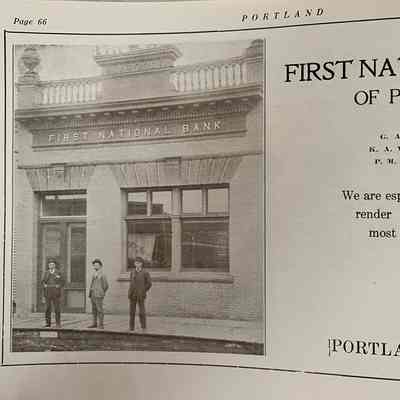 Page 66
PORTLAND
FIRST NATIONAL BANK
FIRST NA
OF P
G. A
K. A. 
P. M.
We are esp
render
most
PORTLA